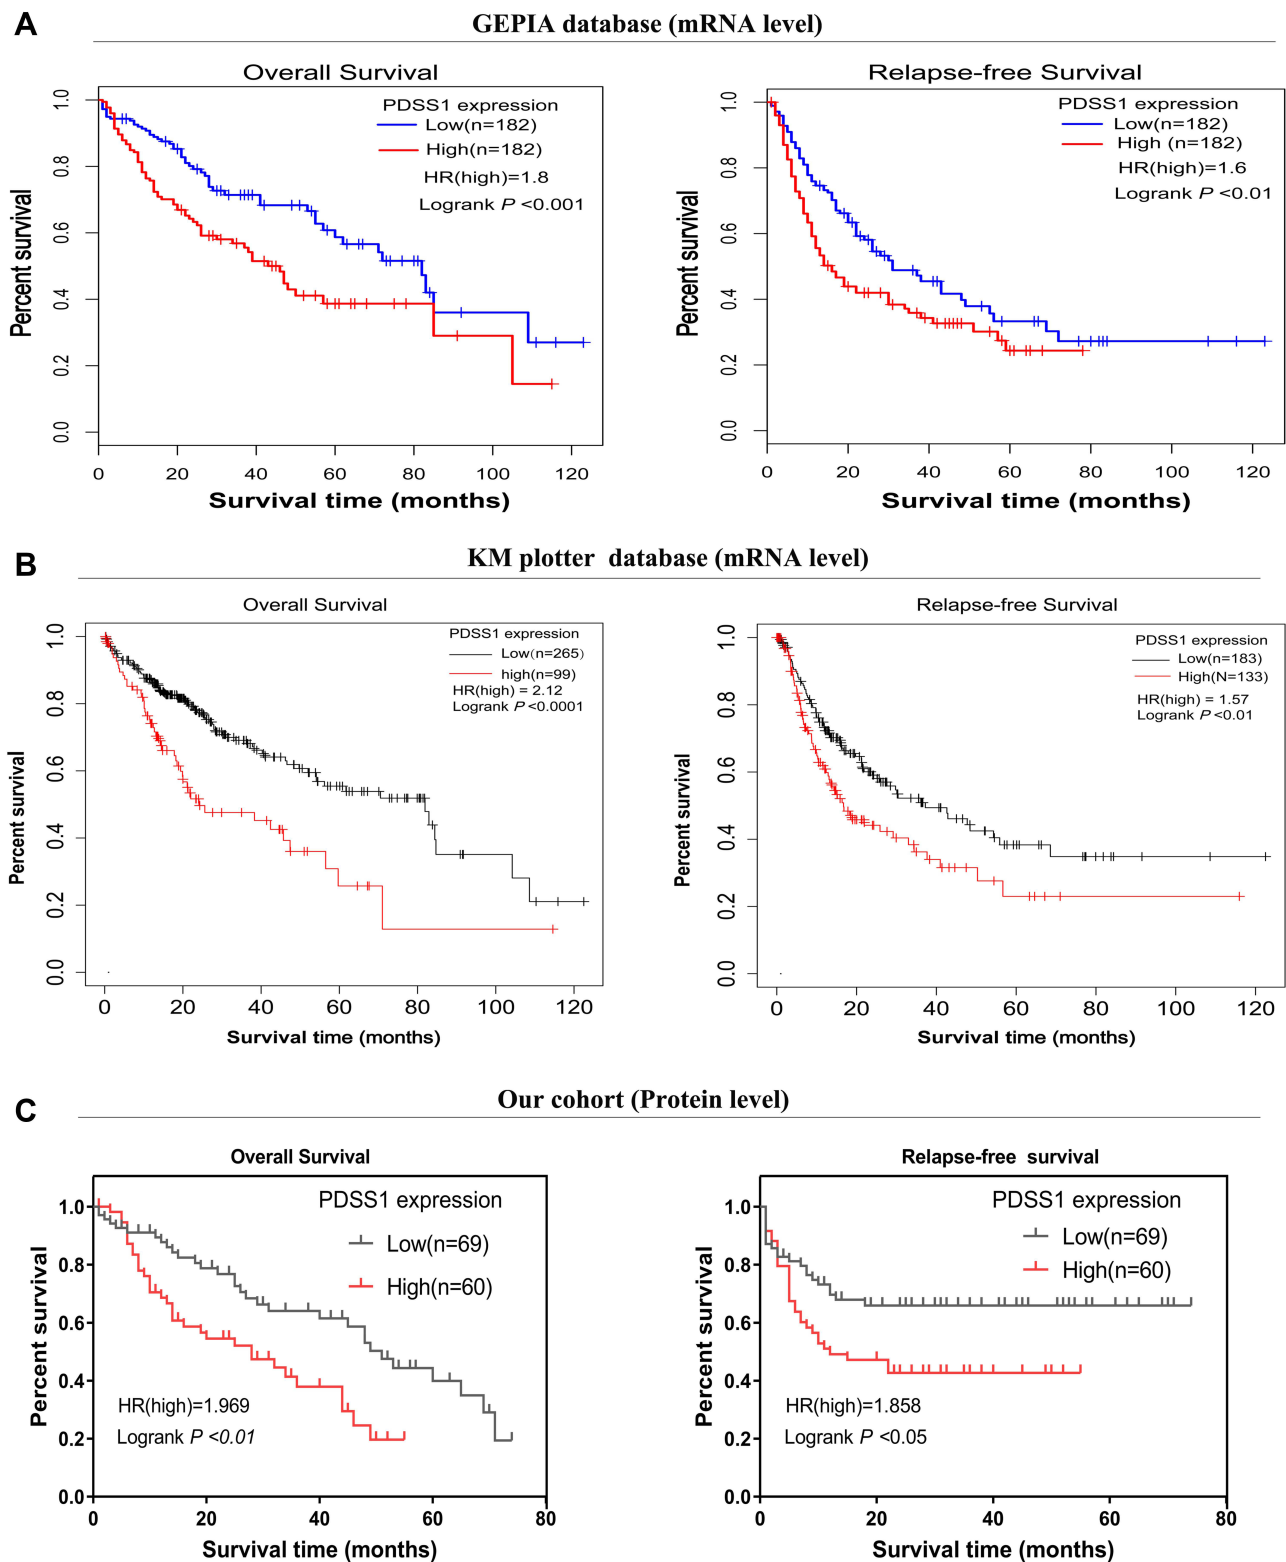 A
GEPIA database (mRNA level)
Overall Survival
PDSS1 expression
Low(n=182)
High(n=182)
HR(high)=1.8
Logrank P <0.001
Percent survival
1.0
0.8
0.6
0.4
0.2
0.0
0 20 40 60 80 100 120
Survival time (months)
Relapse-free Survival
PDSS1 expression
Low(n=182)
High (n=182)
HR(high)=1.6
Logrank P <0.01
Percent survival
1.0
0.8
0.6
0.4
0.2
0.0
0 20 40 60 80 100 120
Survival time (months)
B
KM plotter database (mRNA level)
Overall Survival
PDSS1 expression
Low(n=265)
high(n=99)
HR(high) = 2.12
Logrank P <0.0001
Percent survival
1.0
0.8
0.6
0.4
0.2
0.0
0 20 40 60 80 100 120
Survival time (months)
Relapse-free Survival
PDSS1 expression
Low(n=183)
High(N=133)
HR(high) = 1.57
Logrank P <0.01
Percent survival
1.0
0.8
0.6
0.4
0.2
0.0
0 20 40 60 80 100 120
Survival time (months)
C
Our cohort (Protein level)
Overall Survival
PDSS1 expression
Low(n=69)
High(n=60)
HR(high)=1.969
Logrank P <0.01
Percent survival
1.0
0.8
0.6
0.4
0.2
0.0
0 20 40 60 80
Survival time (months)
Relapse-free survival
PDSS1 expression
Low(n=69)
High(n=60)
HR(high)=1.858
Logrank P <0.05
Percent survival
1.0
0.8
0.6
0.4
0.2
0.0
0 20 40 60 80
Survival time (months)